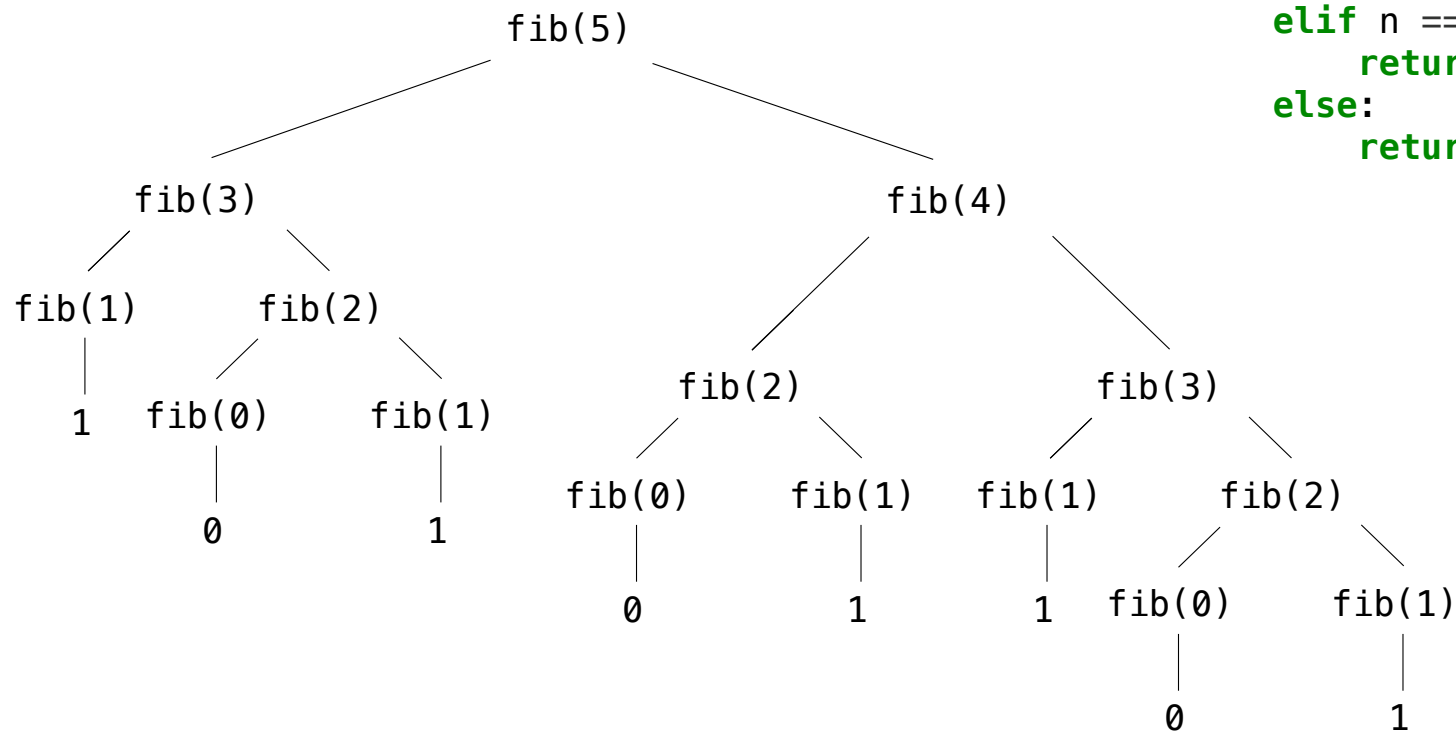 elif n ==
fib(5)
else:
fib(3) fib(4)
fib(1) fib(2)
fib(2) fib(3)
1 fib(0) fib(1)
fib(0) fib(1) fib(1) fib(2)
0 1
0 1 1 fib(0) fib(1)
0 1